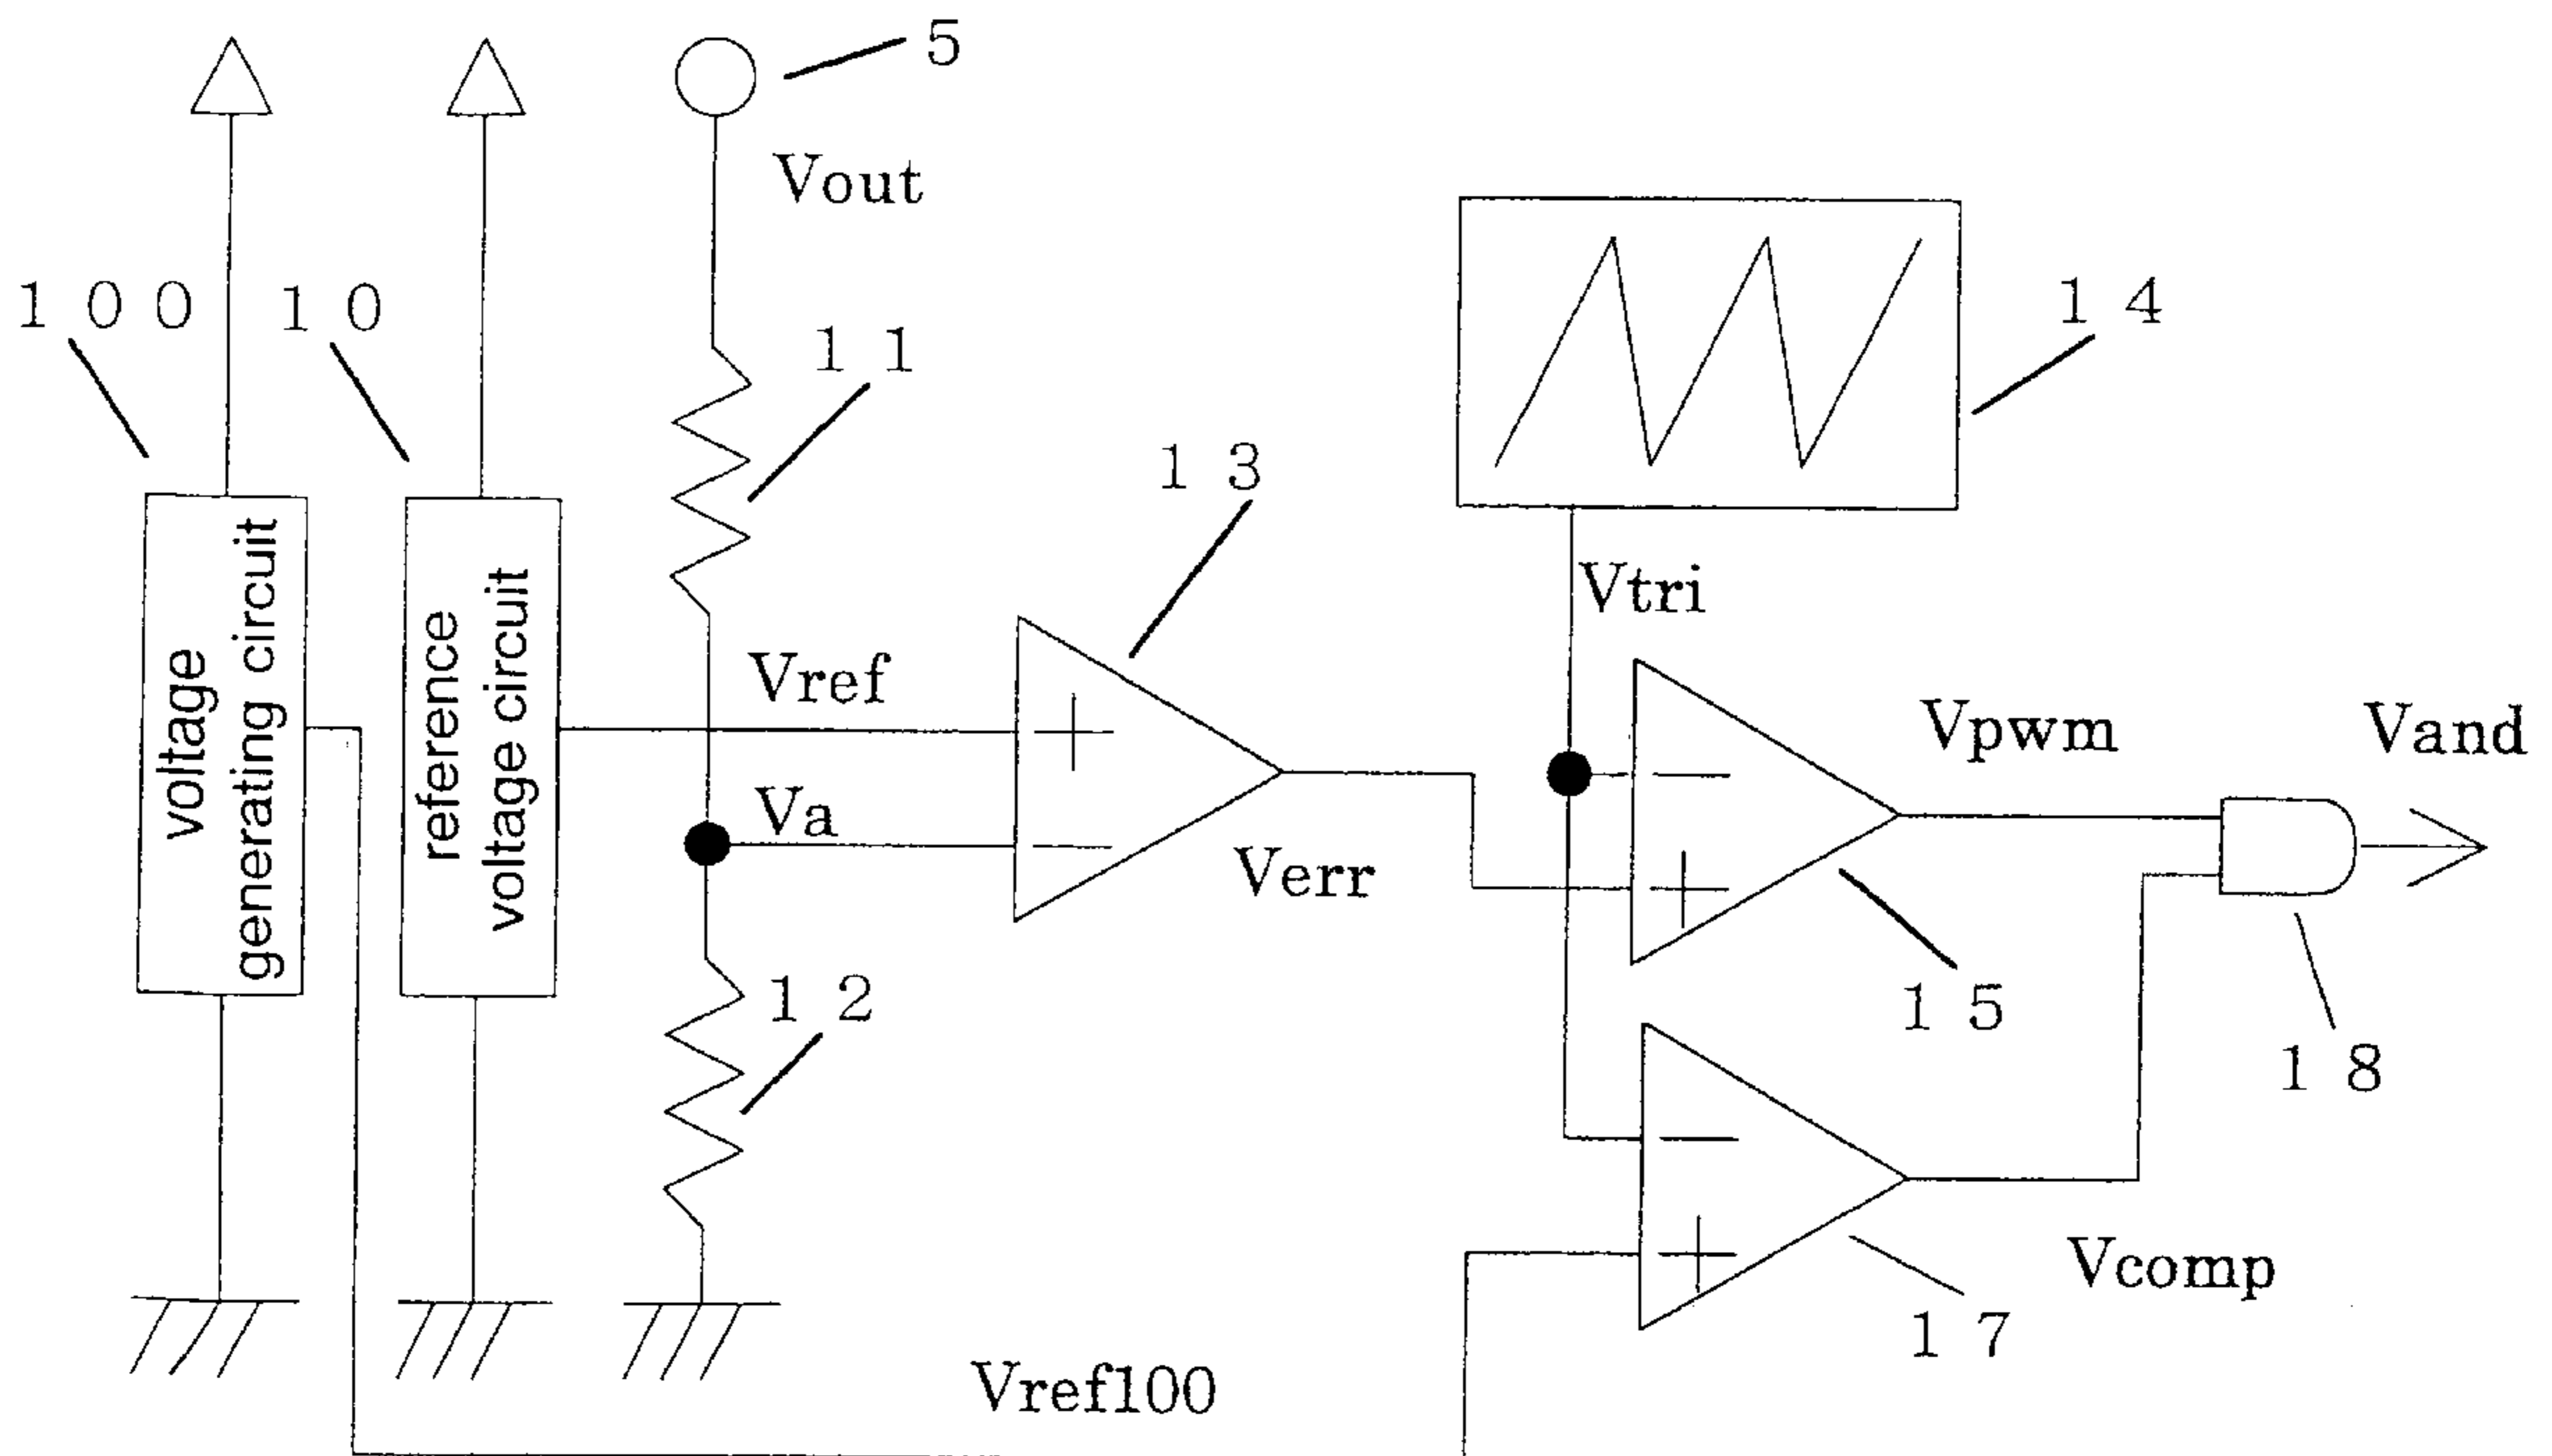 5
Vout
1 0 0
1 0
1 1
1 4
1 3
voltage
generating circuit
reference
voltage circuit
Vtri
Vref
Vpwm
Vand
Va
Verr
1 2
1 5
1 8
Vcomp
1 7
Vref100